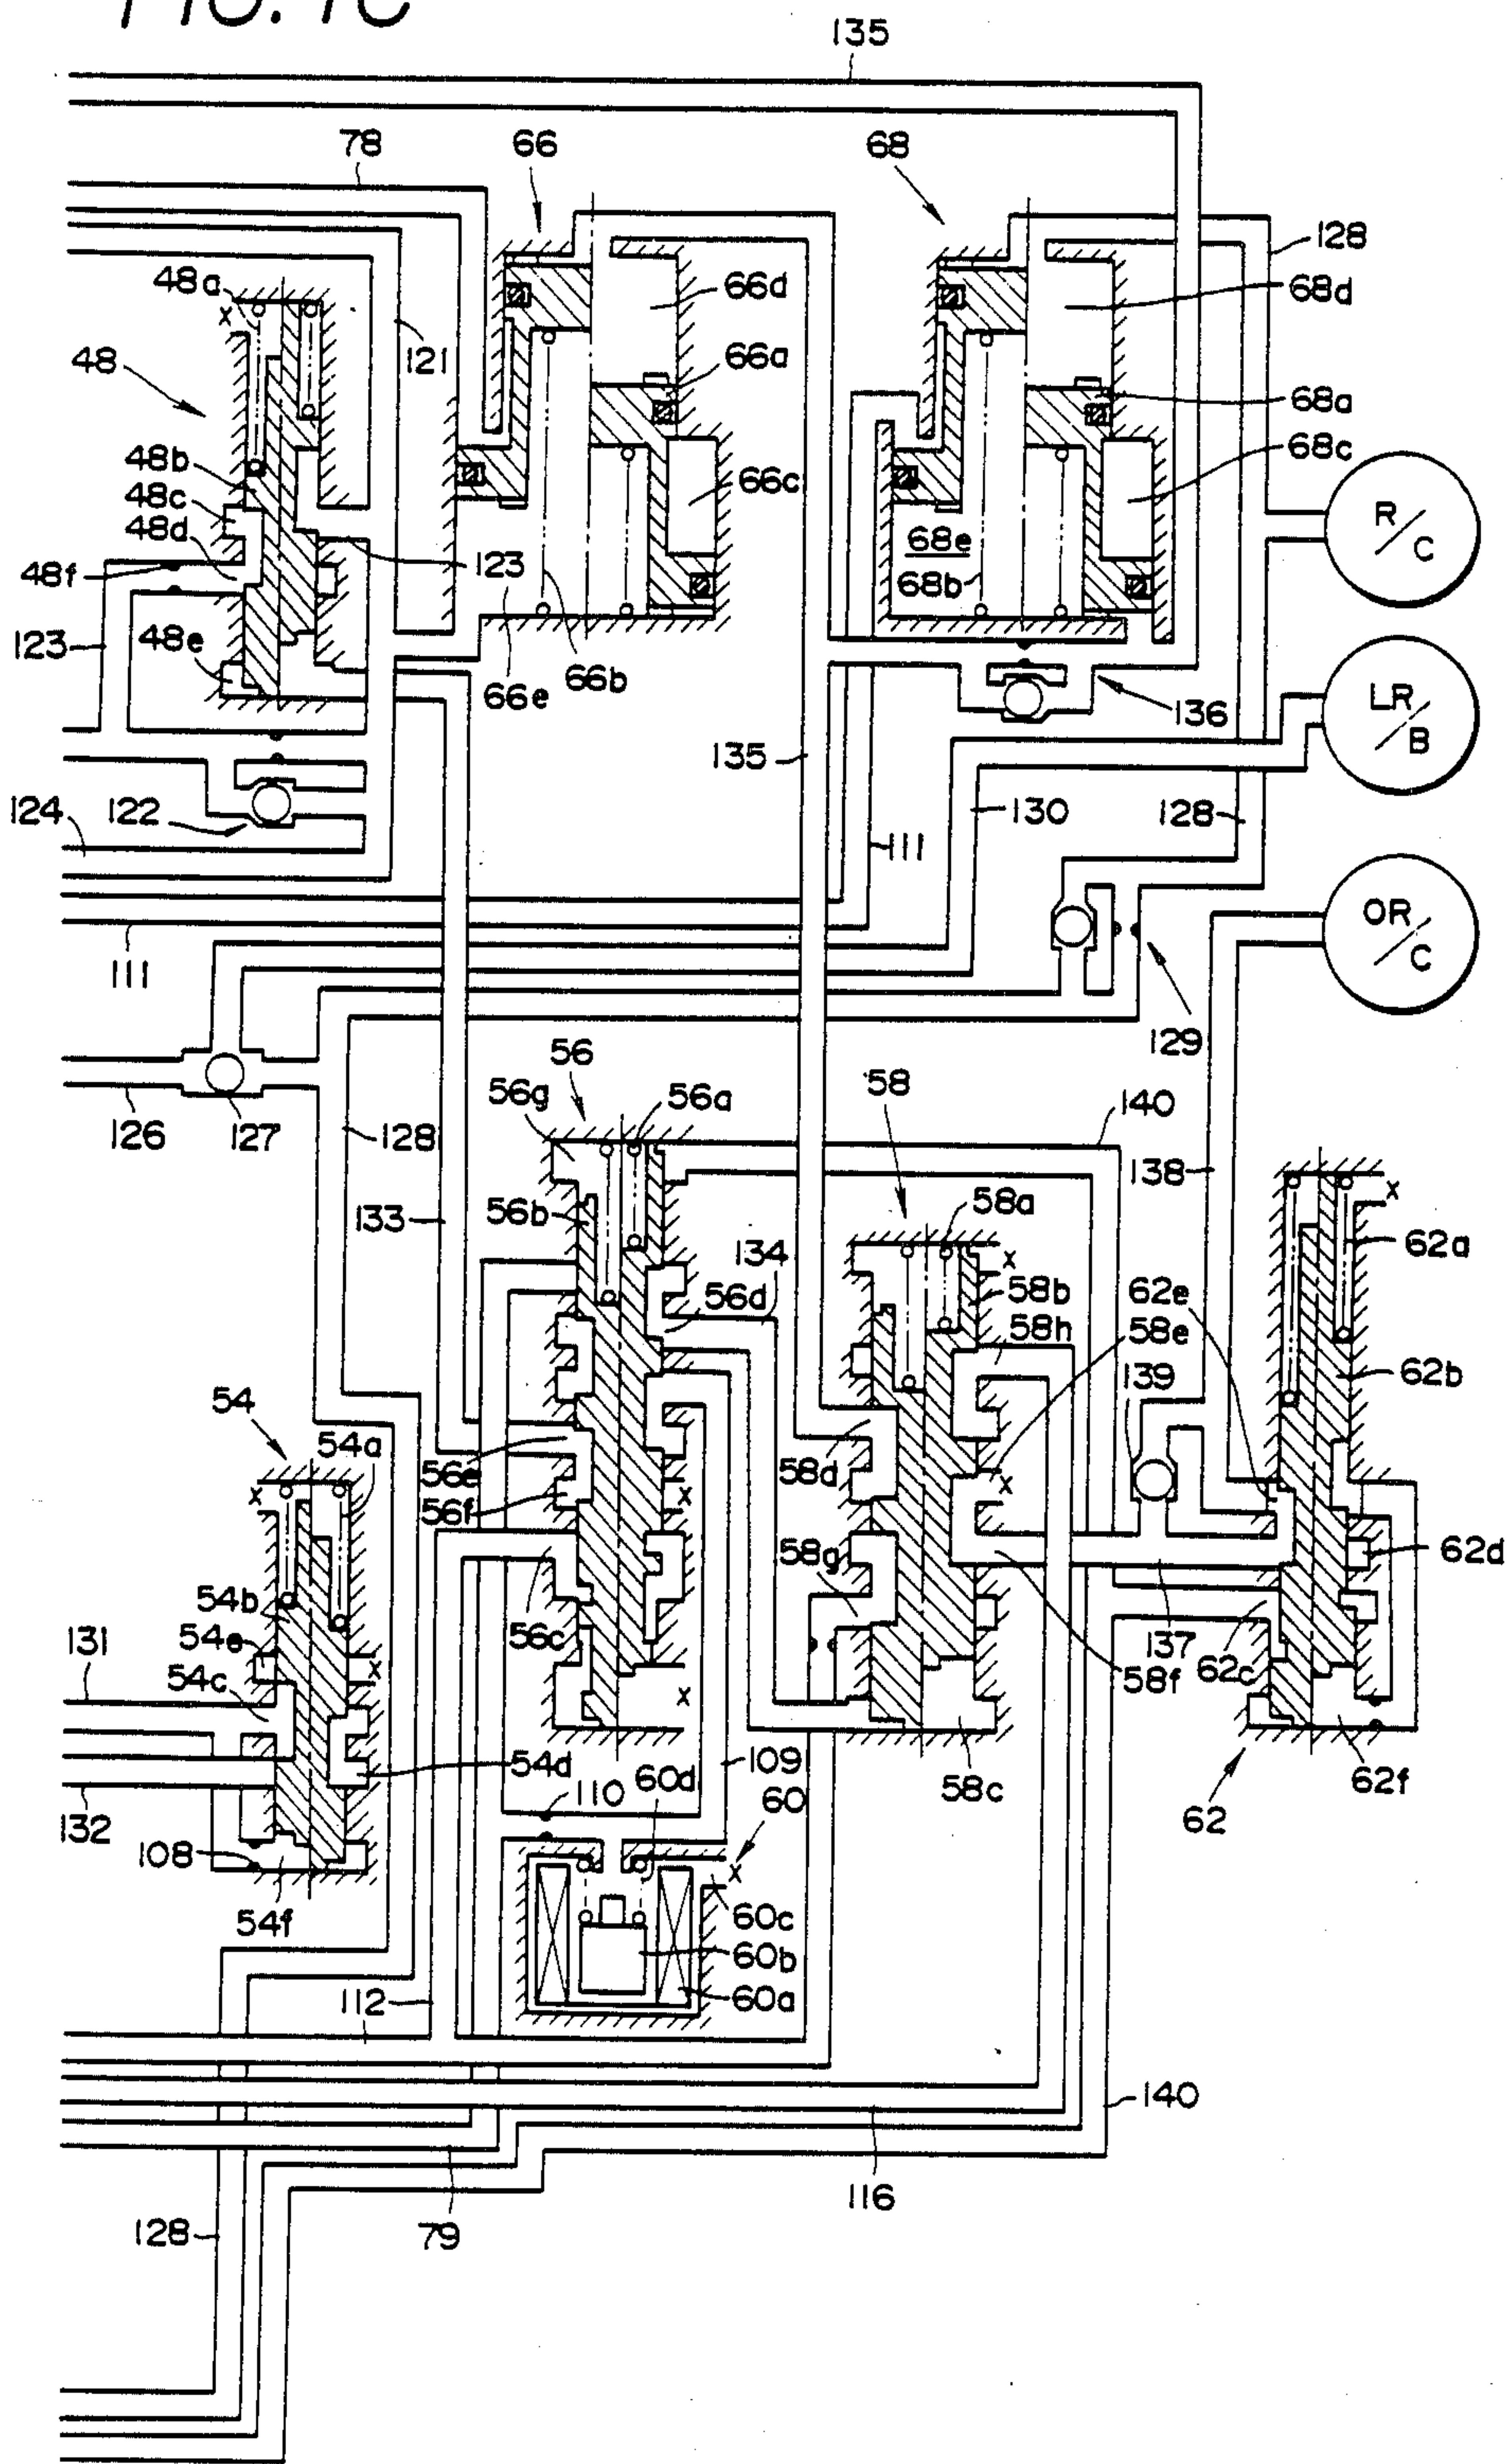 FIG. 1C
135
78
66
68
128
48a
x
66d
68d
48
121
66a
68a
48b
48c
66c
68c
48d
R/C
48f
123
68e
68b
123
48e
66e
66b
136
LR/B
135
124
122
130
128
111
OR/C
111
129
126
127
128
56
56g
56a
58
140
138
x
133
56b
58a
134
x
62a
56d
58b
62e
58h
58e
139
62b
54
54a
x
56e
58d
x
56f
x
58g
62d
54b
131
54e
x
56c
137
54c
62c
58f
x
54d
109
132
110
60d
60
58c
62f
62
108
x
54f
60c
60b
60a
112
140
116
128
79